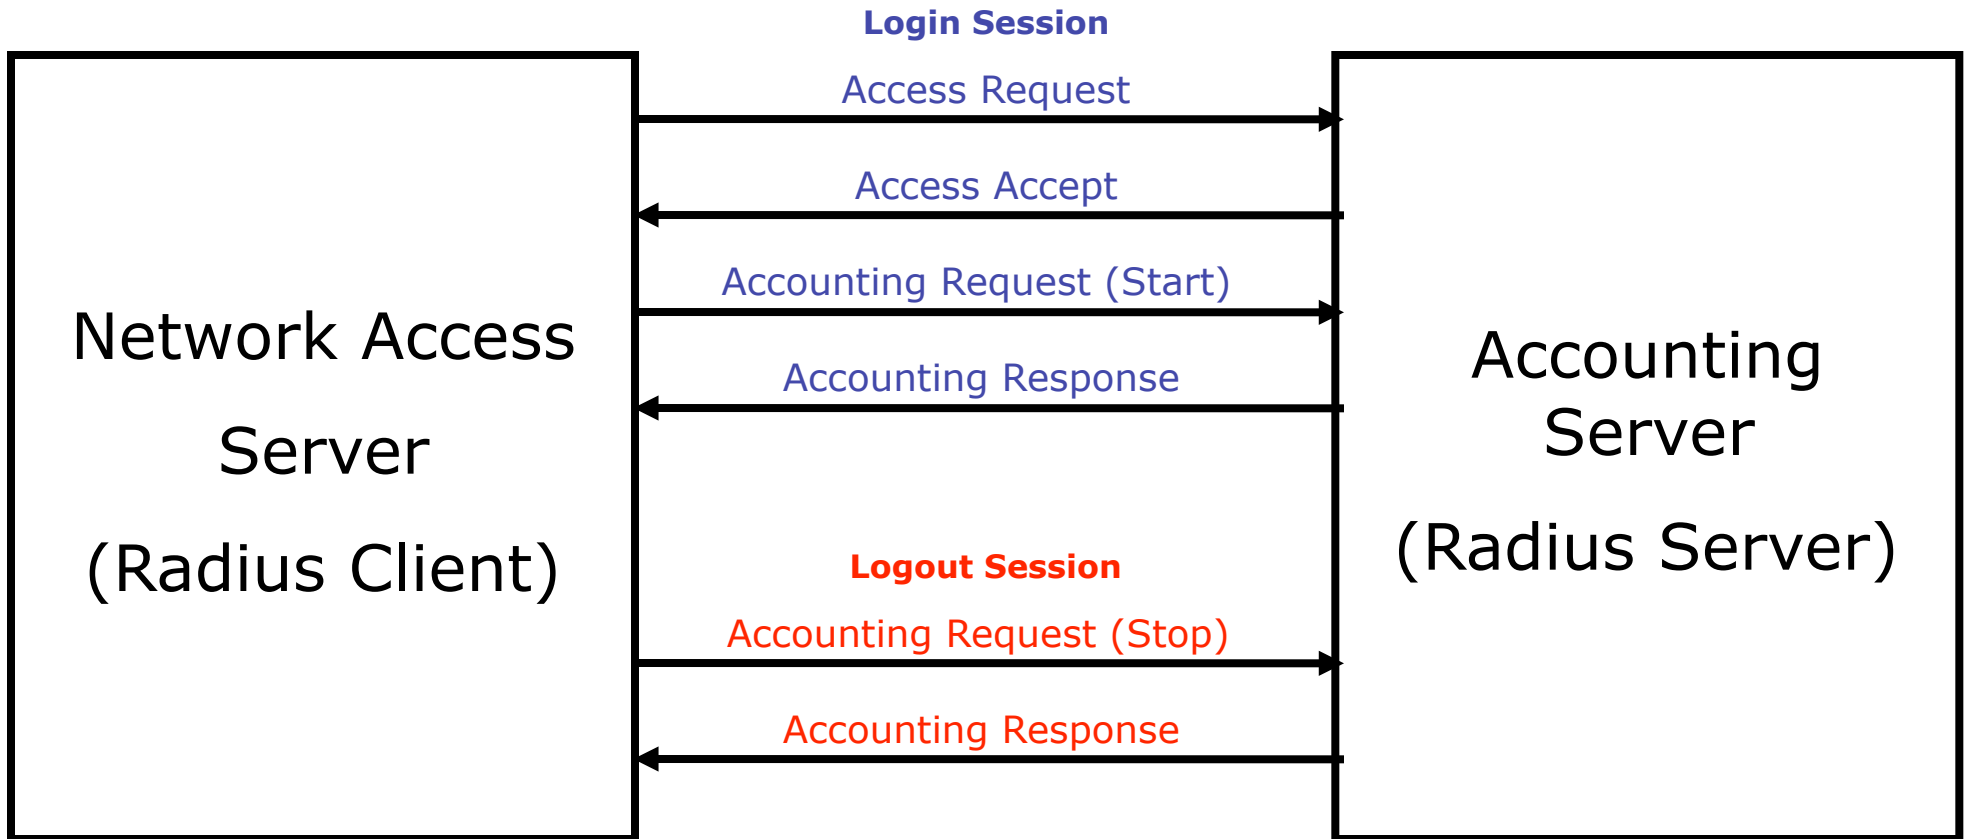 Login Session
Access Request
Access Accept
Accounting Request (Start)
Accounting Response
Network Access
Server
(Radius Client)
Accounting
Server
(Radius Server)
Logout Session
Accounting Request (Stop)
Accounting Response